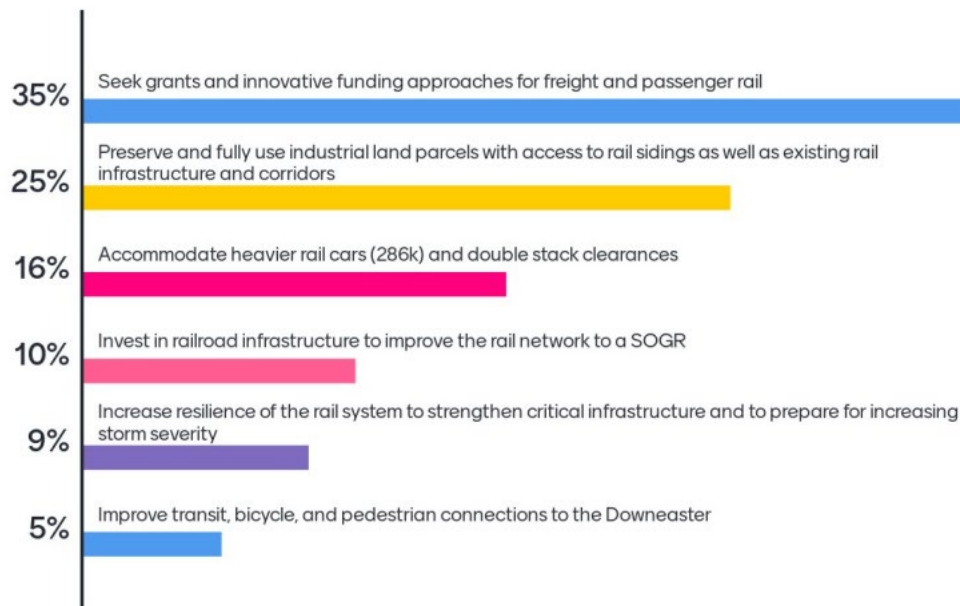 35%
Seek grants and innovative funding approaches for freight and passenger rail
25%
Preserve and fully use industrial land parcels with access to rail sidings as well as existing rail
infrastructure and corridors
16%
Accommodate heavier rail cars (286k) and double stack clearances
10%
Invest in railroad infrastructure to improve the rail network to a SOGR
9%
Increase resilience of the rail system to strengthen critical infrastructure and to prepare for increasing
storm severity
5%
Improve transit, bicycle, and pedestrian connections to the Downeaster